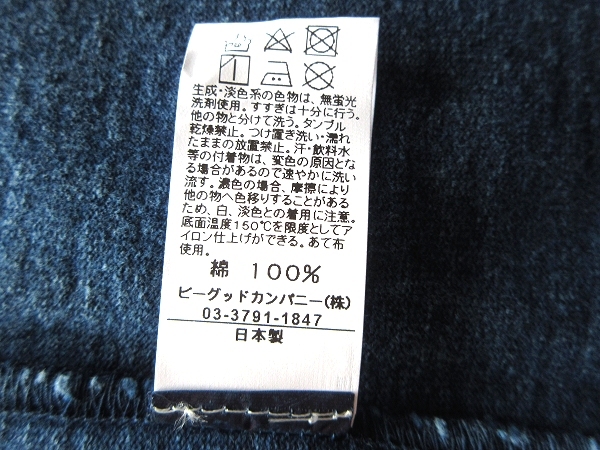 生成・淡色系の色物は、無蛍光
洗剤使用。すすぎは十分に行う。
他の物と分けて洗う。タンブル
乾燥禁止。つけ置き洗い・濡れ
たままの放置禁止。汗・飲料水
等の付着物は、変色の原因とな
る場合があるので速やかに洗い
流す。濃色の場合、摩擦により
他の物へ色移りすることがある
ため、白、淡色との着用に注意。
底面温度150℃を限度としてア
イロン仕上げができる。あて布
使用。
綿 100%
ビーグッドカンパニー(株)
03-3791-1847
日本製